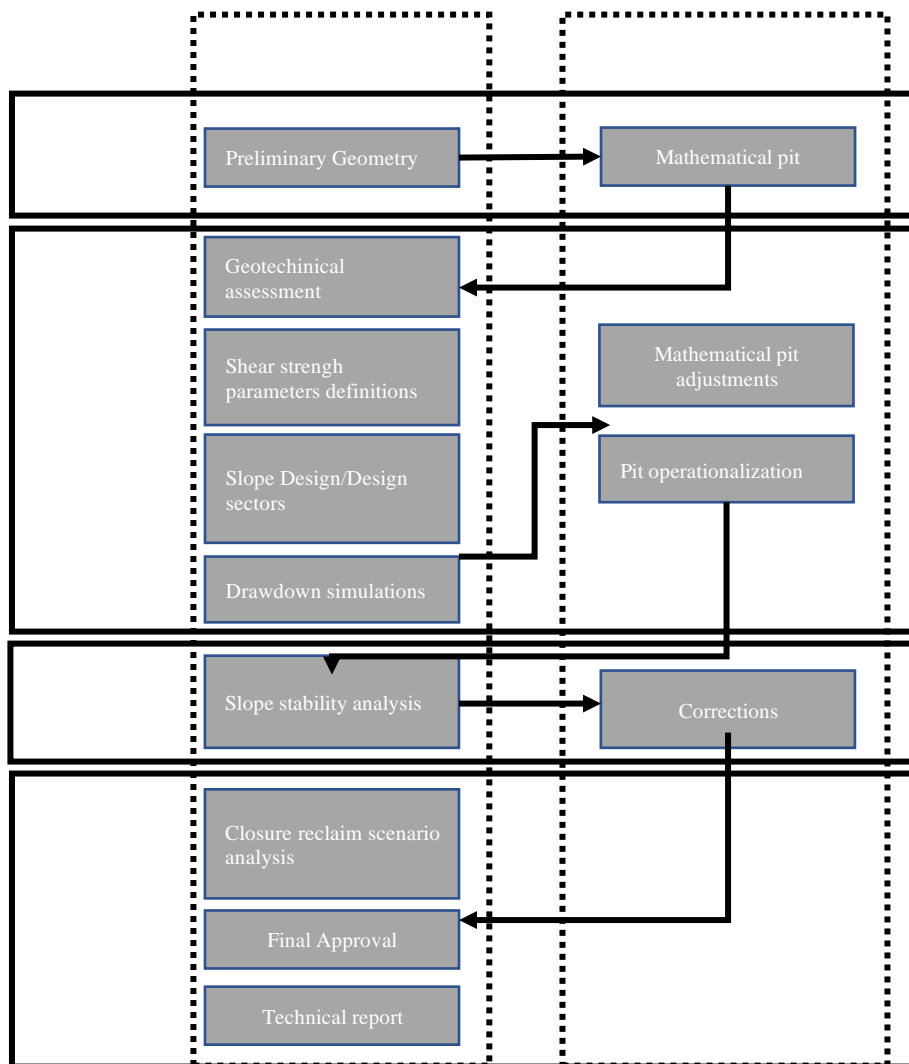 Preliminary Geometry
Mathematical pit
Geotechinical
assessment
Shear strengh
parameters definitions
Mathematical pit
adjustments
Slope Design/Design
sectors
Pit operationalization
Drawdown simulations
Slope stability analysis
Corrections
Closure reclaim scenario
analysis
Final Approval
Technical report